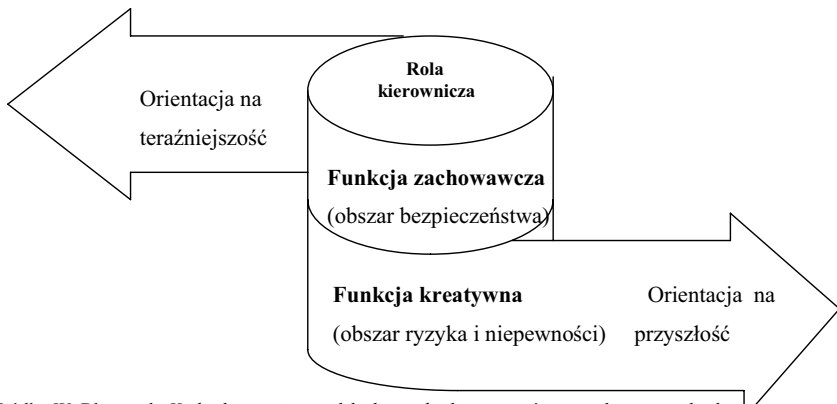 Rola
kierownicza
Orientacja na
teraźniejszość
Funkcja zachowawcza
(obszar bezpieczeństwa)
Funkcja kreatywna
(obszar ryzyka i niepewności)
Orientacja na
przyszłość